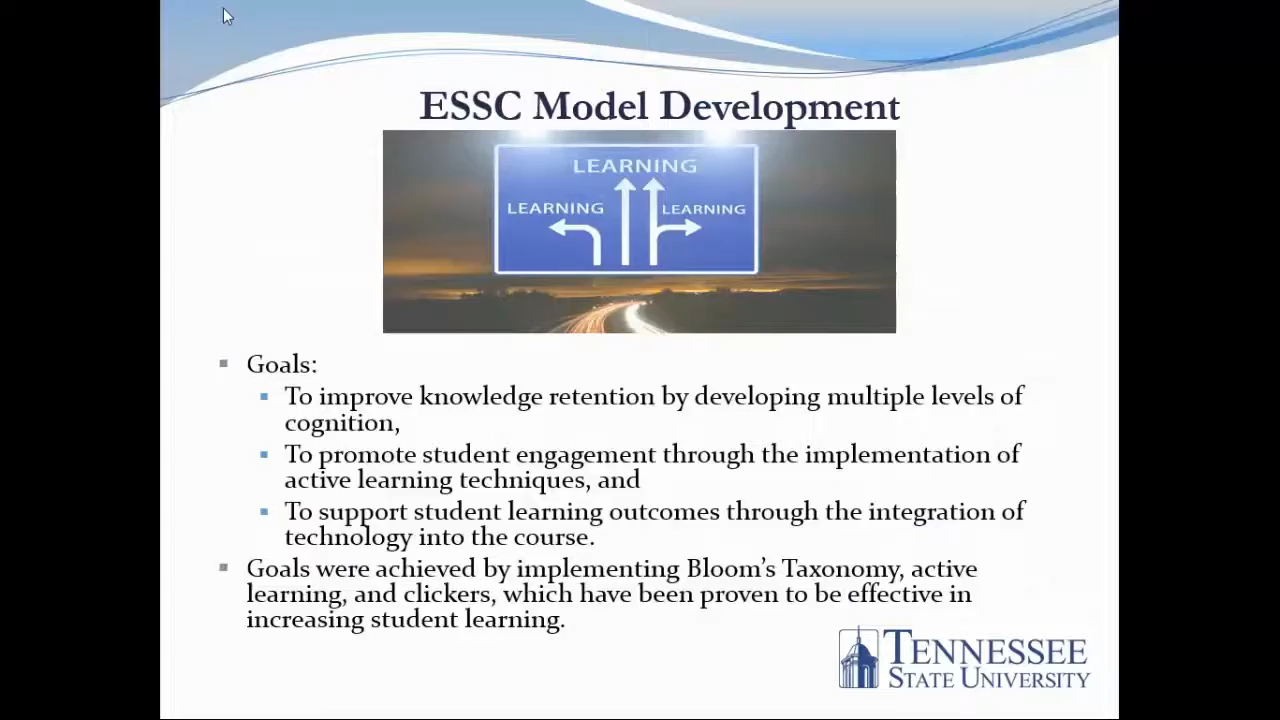 ESSC Model Development
LEARNING
LEARNING
LEARNING
Goals:
To improve knowledge retention by developing multiple levels of
cognition,
To promote student engagement through the implementation of
active learning techniques, and
To support student learning outcomes through the integration of
technology into the course.
Goals were achieved by implementing Bloom's Taxonomy, active
learning, and clickers, which have been proven to be effective in
increasing student learning.
TENNESSEE
STATE UNIVERSITY